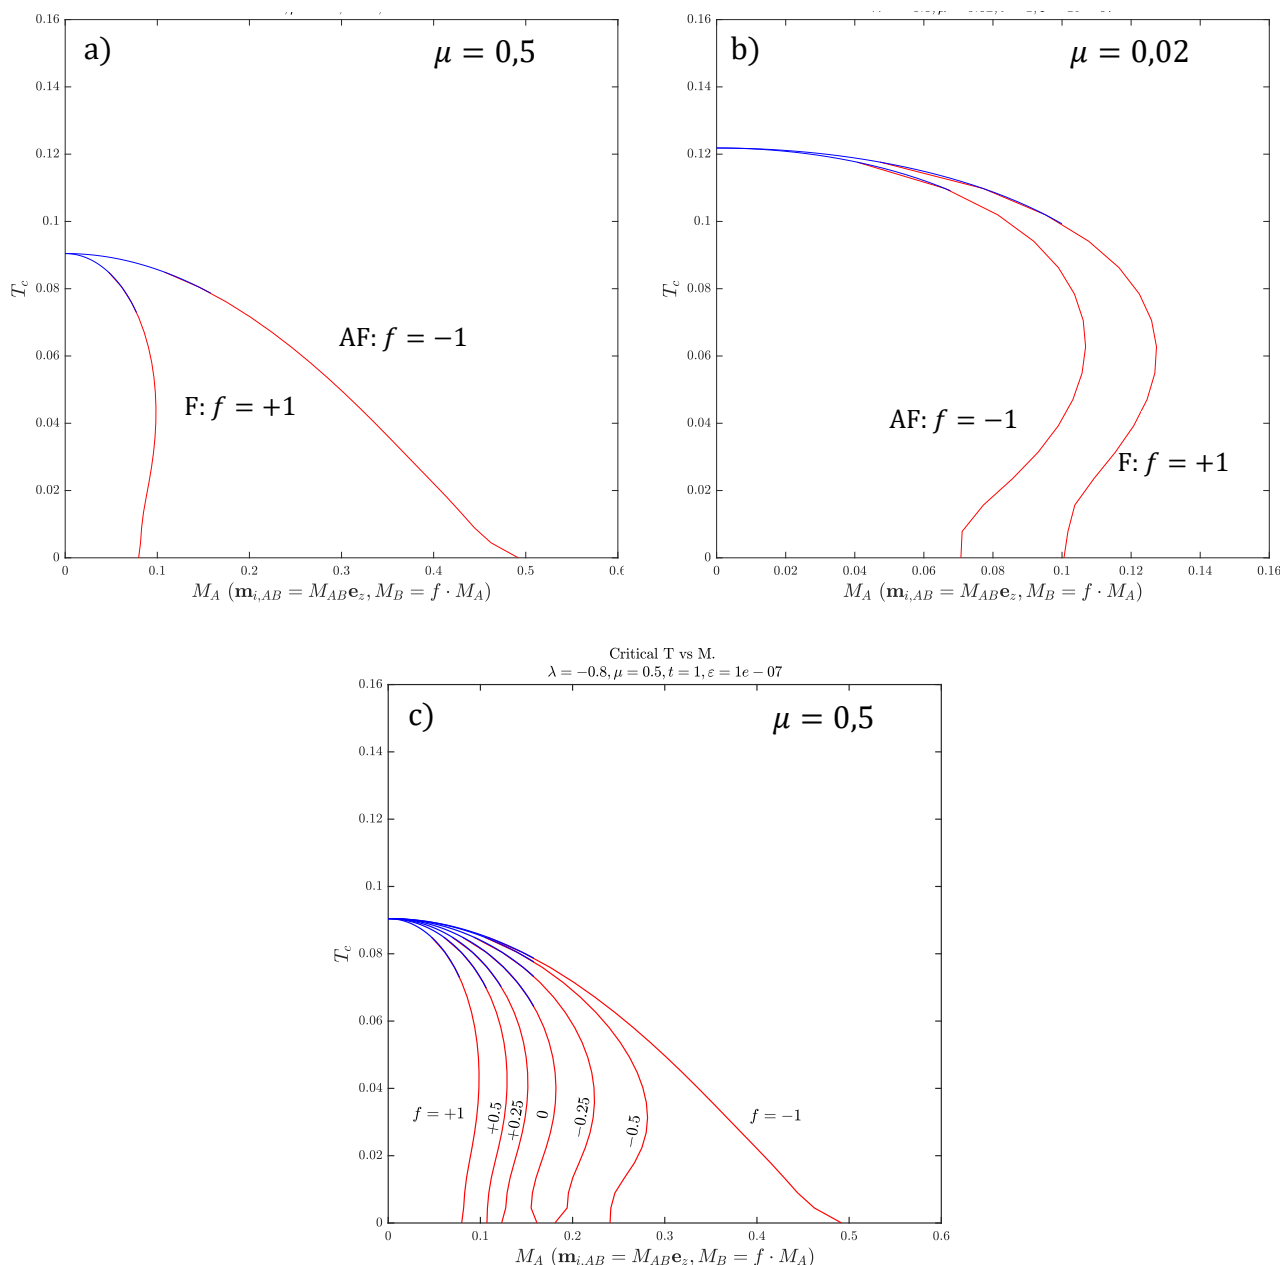 a)
μ = 0,5
0.16
0.14
0.12
0.1
0.08
0.06
0.04
0.02
0
T_c
AF: f = −1
F: f = +1
0 0.1 0.2 0.3 0.4 0.5
M_A (m_{i,AB} = M_{AB}e_z, M_B = f · M_A)
b)
μ = 0,02
0.16
0.14
0.12
0.1
0.08
0.06
0.04
0.02
0
T_c
AF: f = −1
F: f = +1
0 0.02 0.04 0.06 0.08 0.1 0.12 0.14 0.16
M_A (m_{i,AB} = M_{AB}e_z, M_B = f · M_A)
Critical T vs M.
λ = −0.8, μ = 0.5, t = 1, ε = 1e − 07
c)
μ = 0,5
0.16
0.14
0.12
0.1
0.08
0.06
0.04
0.02
0
T_c
f = +1
+0.5
+0.25
0
−0.25
−0.5
f = −1
0 0.1 0.2 0.3 0.4 0.5 0.6
M_A (m_{i,AB} = M_{AB}e_z, M_B = f · M_A)